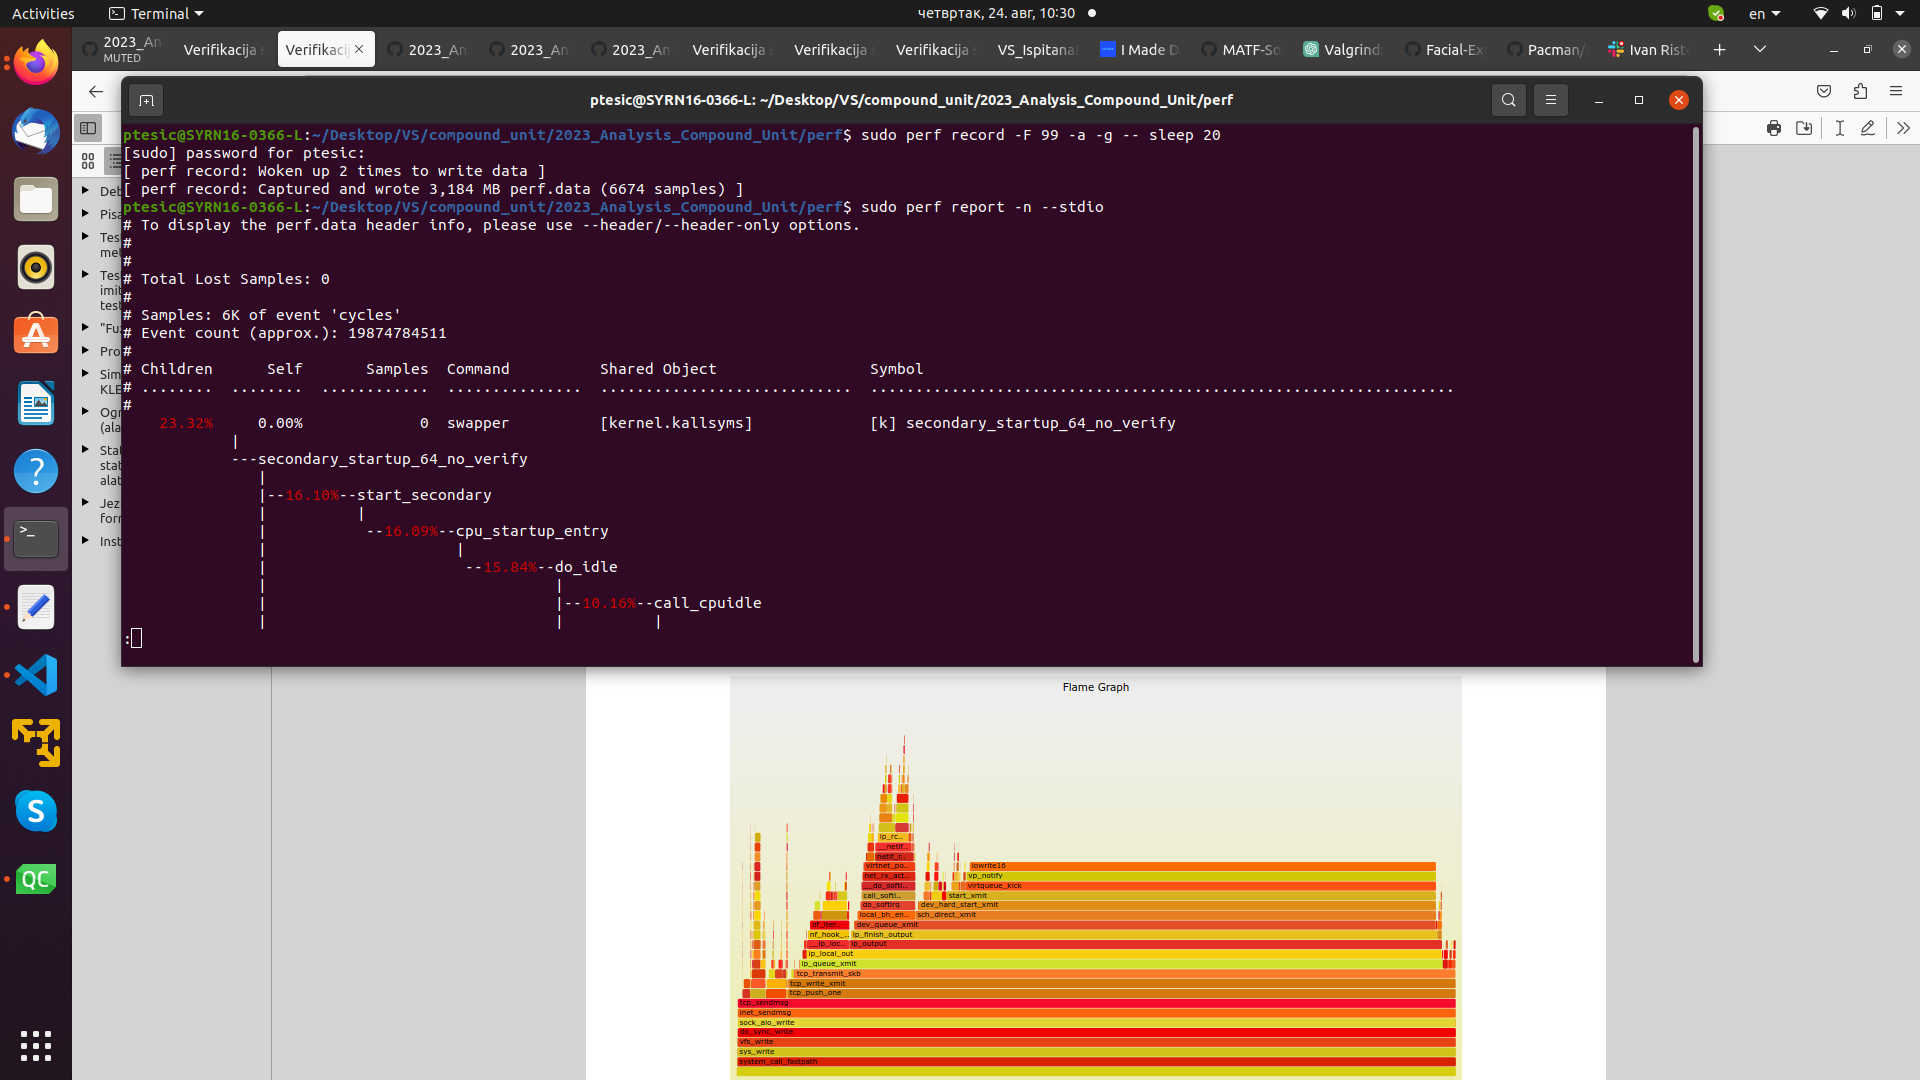 Activities
Terminal
четвртак, 24. авг, 10:30
en
2023_An
MUTED
Verifikacija
Verifikacij
2023_An
2023_An
2023_An
Verifikacija s
Verifikacija s
Verifikacija s
VS_Ispitana
I Made D
MATF-So
Valgrind
Facial-Ex
Pacman/
Ivan Risto
ptesic@SYRN16-0366-L: ~/Desktop/VS/compound_unit/2023_Analysis_Compound_Unit/perf
ptesic@SYRN16-0366-L:~/Desktop/VS/compound_unit/2023_Analysis_Compound_Unit/perf$ sudo perf record -F 99 -a -g -- sleep 20
[sudo] password for ptesic:
[ perf record: Woken up 2 times to write data ]
[ perf record: Captured and wrote 3,184 MB perf.data (6674 samples) ]
ptesic@SYRN16-0366-L:~/Desktop/VS/compound_unit/2023_Analysis_Compound_Unit/perf$ sudo perf report -n --stdio
# To display the perf.data header info, please use --header/--header-only options.
#
#
# Total Lost Samples: 0
#
# Samples: 6K of event 'cycles'
# Event count (approx.): 19874784511
#
# Children      Self       Samples  Command          Shared Object                 Symbol
# ........  ........  ............  ...............  ............................  .................................................................
#
    23.32%     0.00%             0  swapper          [kernel.kallsyms]             [k] secondary_startup_64_no_verify
            |
            ---secondary_startup_64_no_verify
               |
               |--16.10%--start_secondary
               |          |
               |           --16.09%--cpu_startup_entry
               |                     |
               |                      --15.84%--do_idle
               |                                |
               |                                |--10.16%--call_cpuidle
               |                                |          |
:
Deb
Pisa
Tes
mel
Tes
imit
test
"Fu
Pro
Sim
KLE
Ogr
(ala
Stat
stat
alat
Jez
form
Inst
Flame Graph
ip_rc..
__netif..
netif_r..
virtnet_po..
iowrite16
net_rx_act..
vp_notify
__do_softi..
virtqueue_kick
call_softi..
start_xmit
do_softirq
dev_hard_start_xmit
local_bh_en..
sch_direct_xmit
nf_iter..
dev_queue_xmit
nf_hook_..
ip_finish_output
__ip_loc..
ip_output
ip_local_out
ip_queue_xmit
tcp_transmit_skb
tcp_write_xmit
tcp_push_one
tcp_sendmsg
inet_sendmsg
sock_aio_write
do_sync_write
vfs_write
sys_write
system_call_fastpath